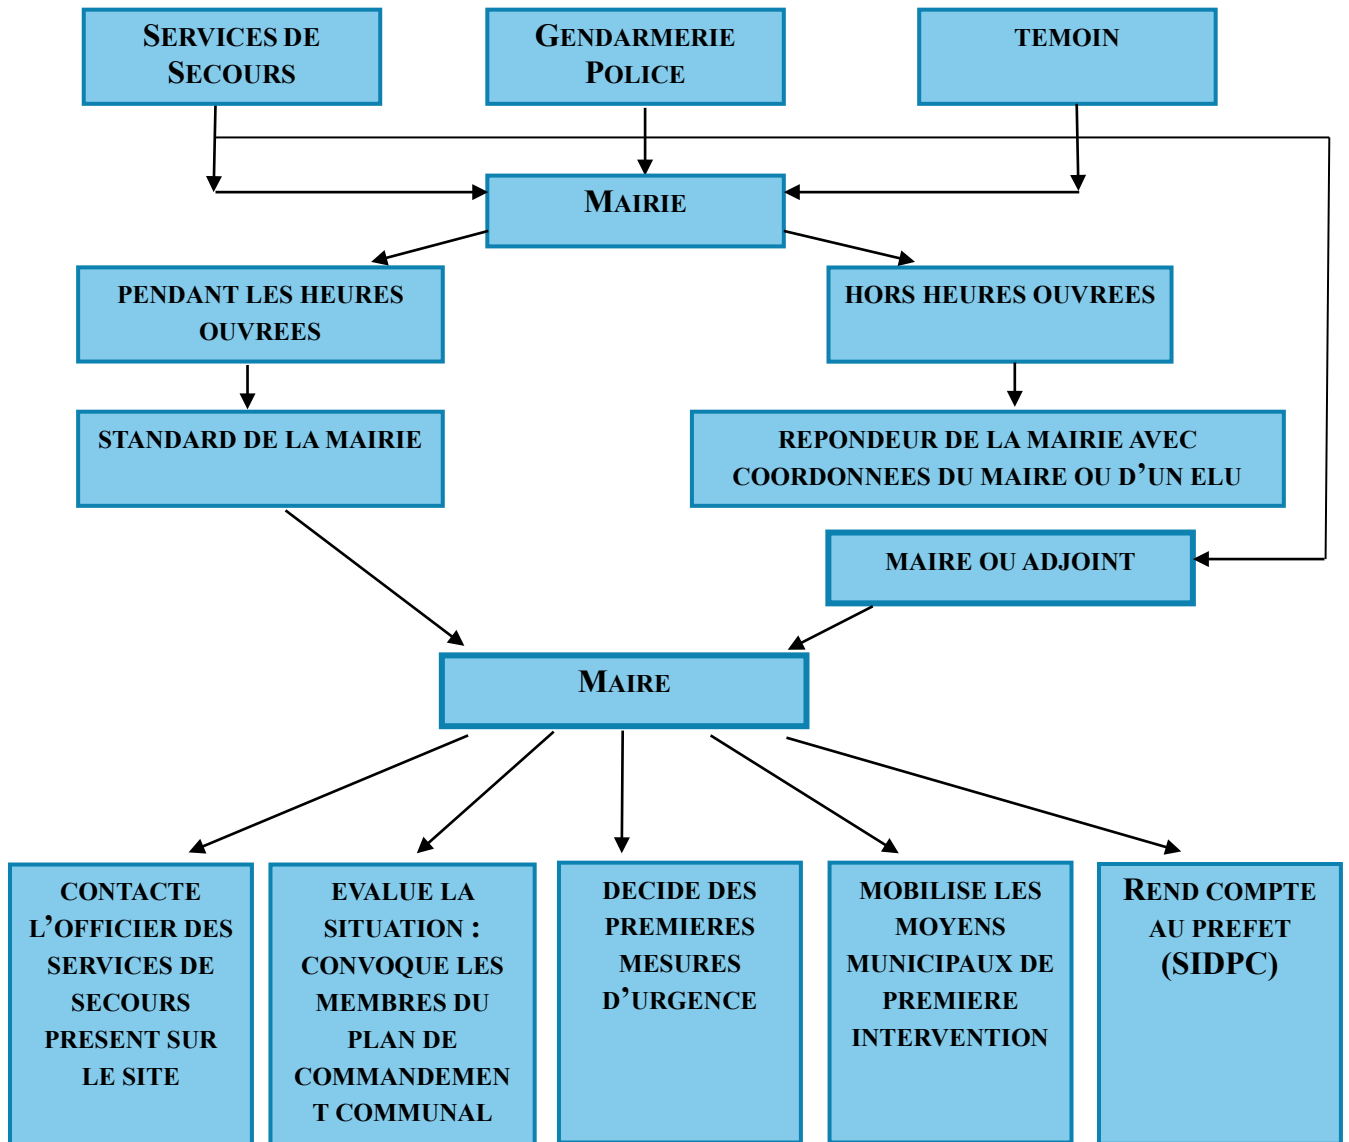 SERVICES DE
SECOURS
GENDARMERIE
POLICE
TEMOIN
MAIRIE
PENDANT LES HEURES
OUVREES
HORS HEURES OUVREES
STANDARD DE LA MAIRIE
REPONDEUR DE LA MAIRIE AVEC
COORDONNEES DU MAIRE OU D’UN ELU
MAIRE OU ADJOINT
MAIRE
CONTACTE
L’OFFICIER DES
SERVICES DE
SECOURS
PRESENT SUR
LE SITE
EVALUE LA
SITUATION :
CONVOQUE LES
MEMBRES DU
PLAN DE
COMMANDEMEN
T COMMUNAL
DECIDE DES
PREMIERES
MESURES
D’URGENCE
MOBILISE LES
MOYENS
MUNICIPAUX DE
PREMIERE
INTERVENTION
REND COMPTE
AU PREFET
(SIDPC)